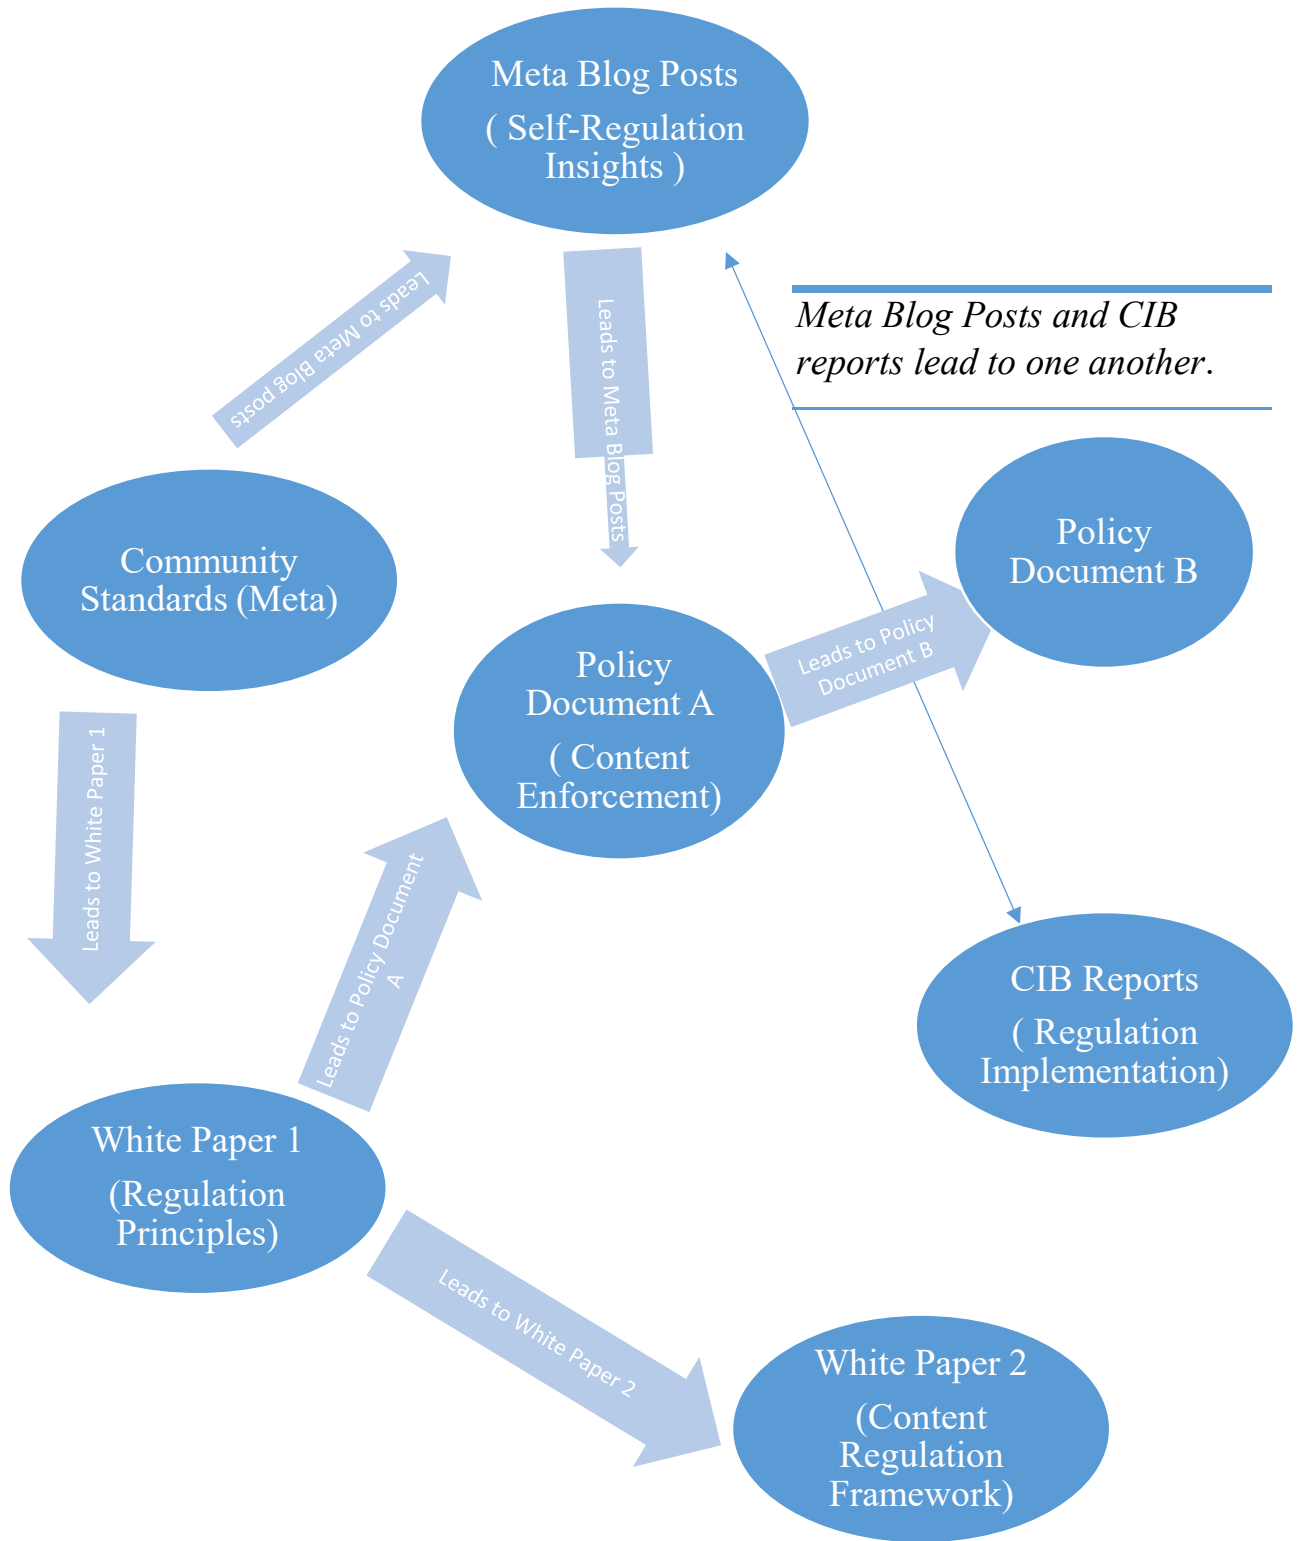 Meta Blog Posts
( Self-Regulation
Insights )
Leads to Meta Blog posts
Leads to Meta Blog Posts
Meta Blog Posts and CIB
reports lead to one another.
Community
Standards (Meta)
Policy
Document B
Policy
Document A
( Content
Enforcement)
Leads to Policy
Document B
Leads to White Paper 1
Leads to Policy Document
A
CIB Reports
( Regulation
Implementation)
White Paper 1
(Regulation
Principles)
Leads to White Paper 2
White Paper 2
(Content
Regulation
Framework)